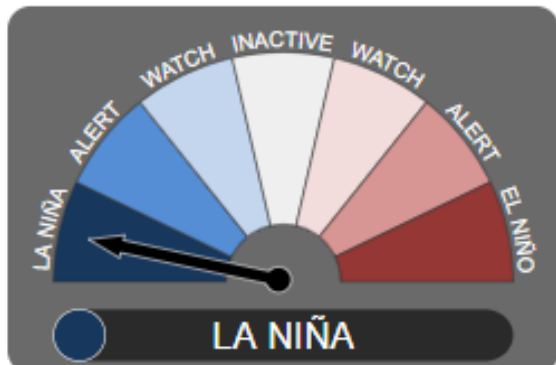 LA NIÑA
ALERT
WATCH
INACTIVE
WATCH
ALERT
EL NIÑO
LA NIÑA